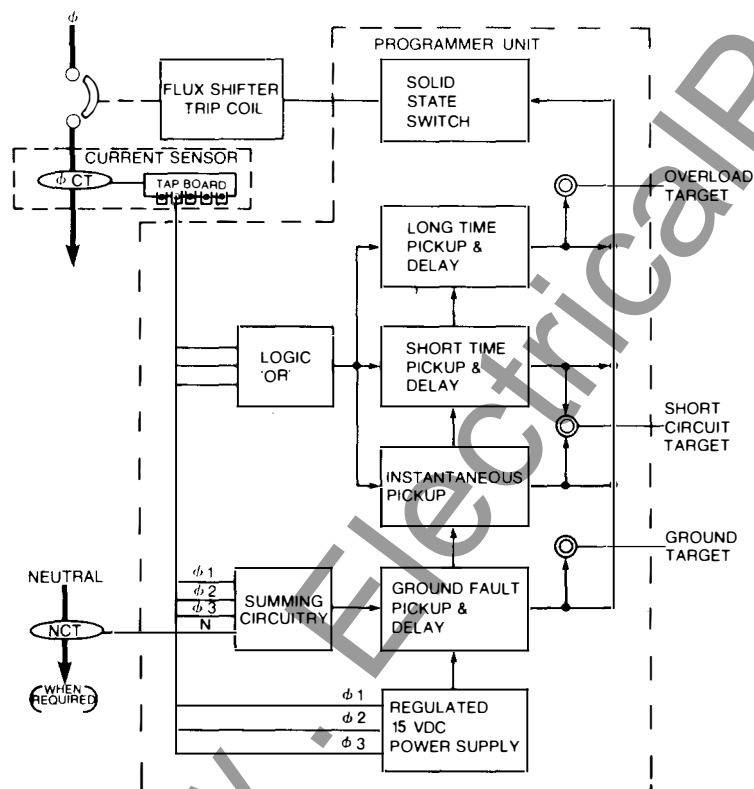 ϕ
PROGRAMMER UNIT
FLUX SHIFTER
TRIP COIL
SOLID
STATE
SWITCH
CURRENT SENSOR
ϕ CT
TAP BOARD
OVERLOAD
TARGET
LONG TIME
PICKUP &
DELAY
LOGIC
'OR'
SHORT TIME
PICKUP &
DELAY
SHORT
CIRCUIT
TARGET
INSTANTANEOUS
PICKUP
GROUND
TARGET
NEUTRAL
NCT
(WHEN
REQUIRED)
ϕ 1
ϕ 2
ϕ 3
N
SUMMING
CIRCUITRY
GROUND FAULT
PICKUP &
DELAY
ϕ 1
ϕ 2
ϕ 3
REGULATED
15 VDC
POWER SUPPLY
. ElectricalP